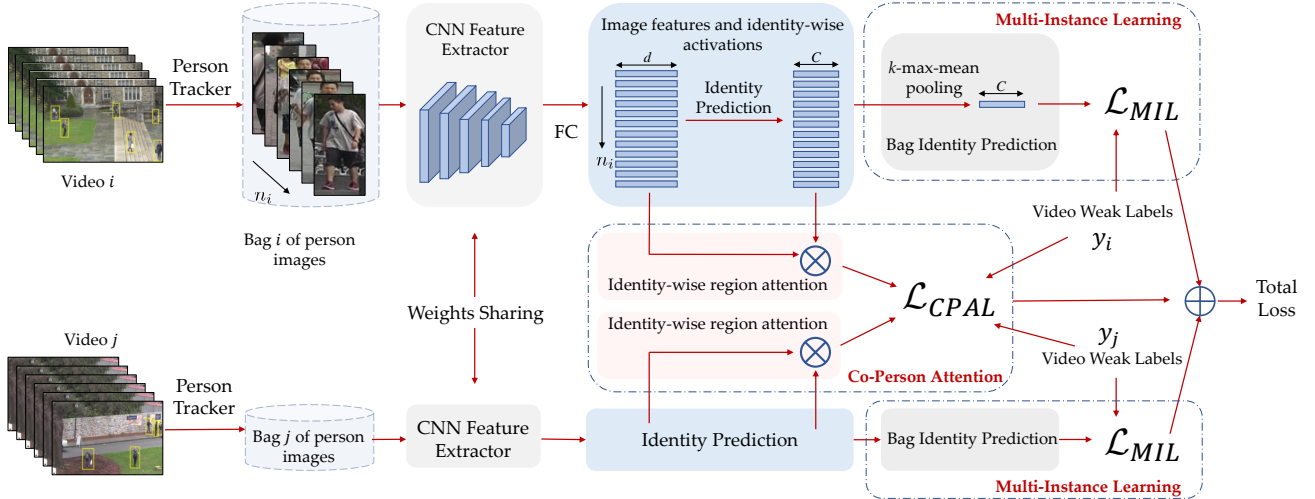 Video i
Person
Tracker
n_i
Bag i of person
images
CNN Feature
Extractor
FC
Image features and identity-wise
activations
d
Identity
Prediction
C
n_i
Multi-Instance Learning
k-max-mean
pooling
C
Bag Identity Prediction
ℒ_MIL
Video Weak Labels
y_i
Identity-wise region attention
Weights Sharing
ℒ_CPAL
Total
Loss
Identity-wise region attention
y_j
Video Weak Labels
Co-Person Attention
Video j
Person
Tracker
Bag j of person
images
CNN Feature
Extractor
Identity Prediction
Bag Identity Prediction
ℒ_MIL
Multi-Instance Learning